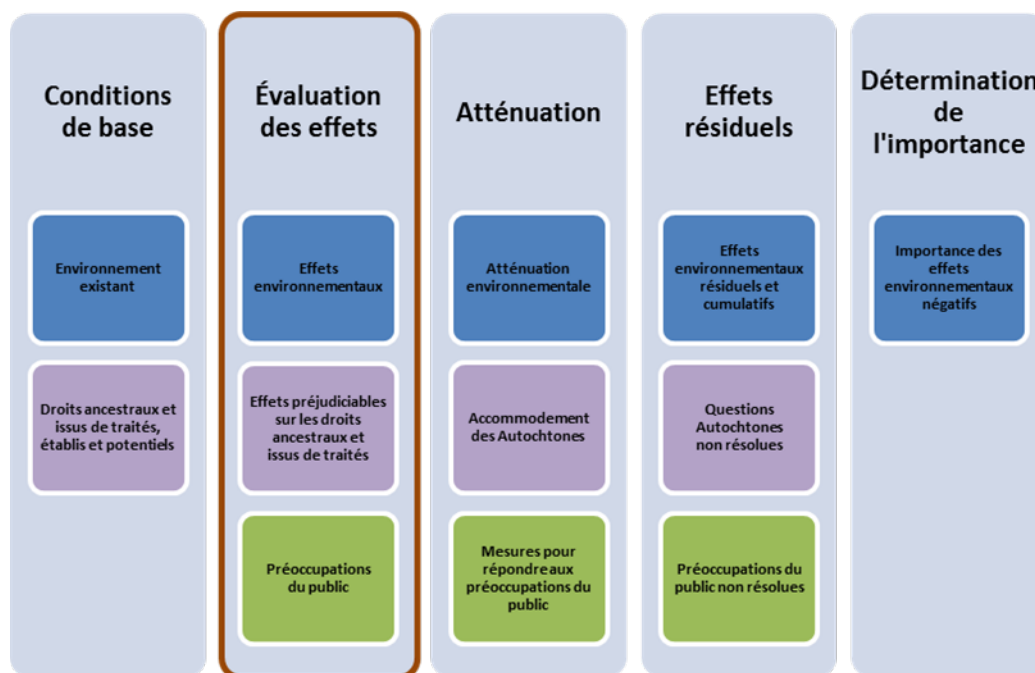 Conditions
de base
Environnement
existant
Droits ancestraux et
issus de traités,
établis et potentiels
Évaluation
des effets
Effets
environnementaux
Effets préjudiciables
sur les droits
ancestraux et
issus de traités
Préoccupations
du public
Atténuation
Atténuation
environnementale
Accommodement
des Autochtones
Mesures pour
répondre aux
préoccupations du
public
Effets
résiduels
Effets
environnementaux
résiduels et
cumulatifs
Questions
Autochtones
non résolues
Préoccupations du
public non résolues
Détermination
de
l'importance
Importance des
effets
environnementaux
négatifs